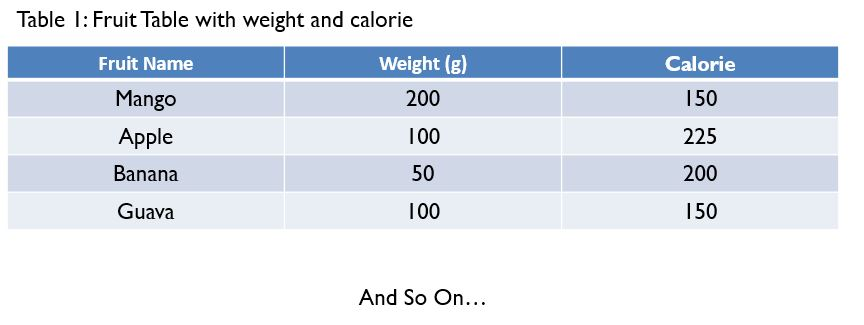 Table 1: Fruit Table with weight and calorie
Fruit Name Weight (g) Calorie
Mango 200 150
Apple 100 225
Banana 50 200
Guava 100 150
And So On…